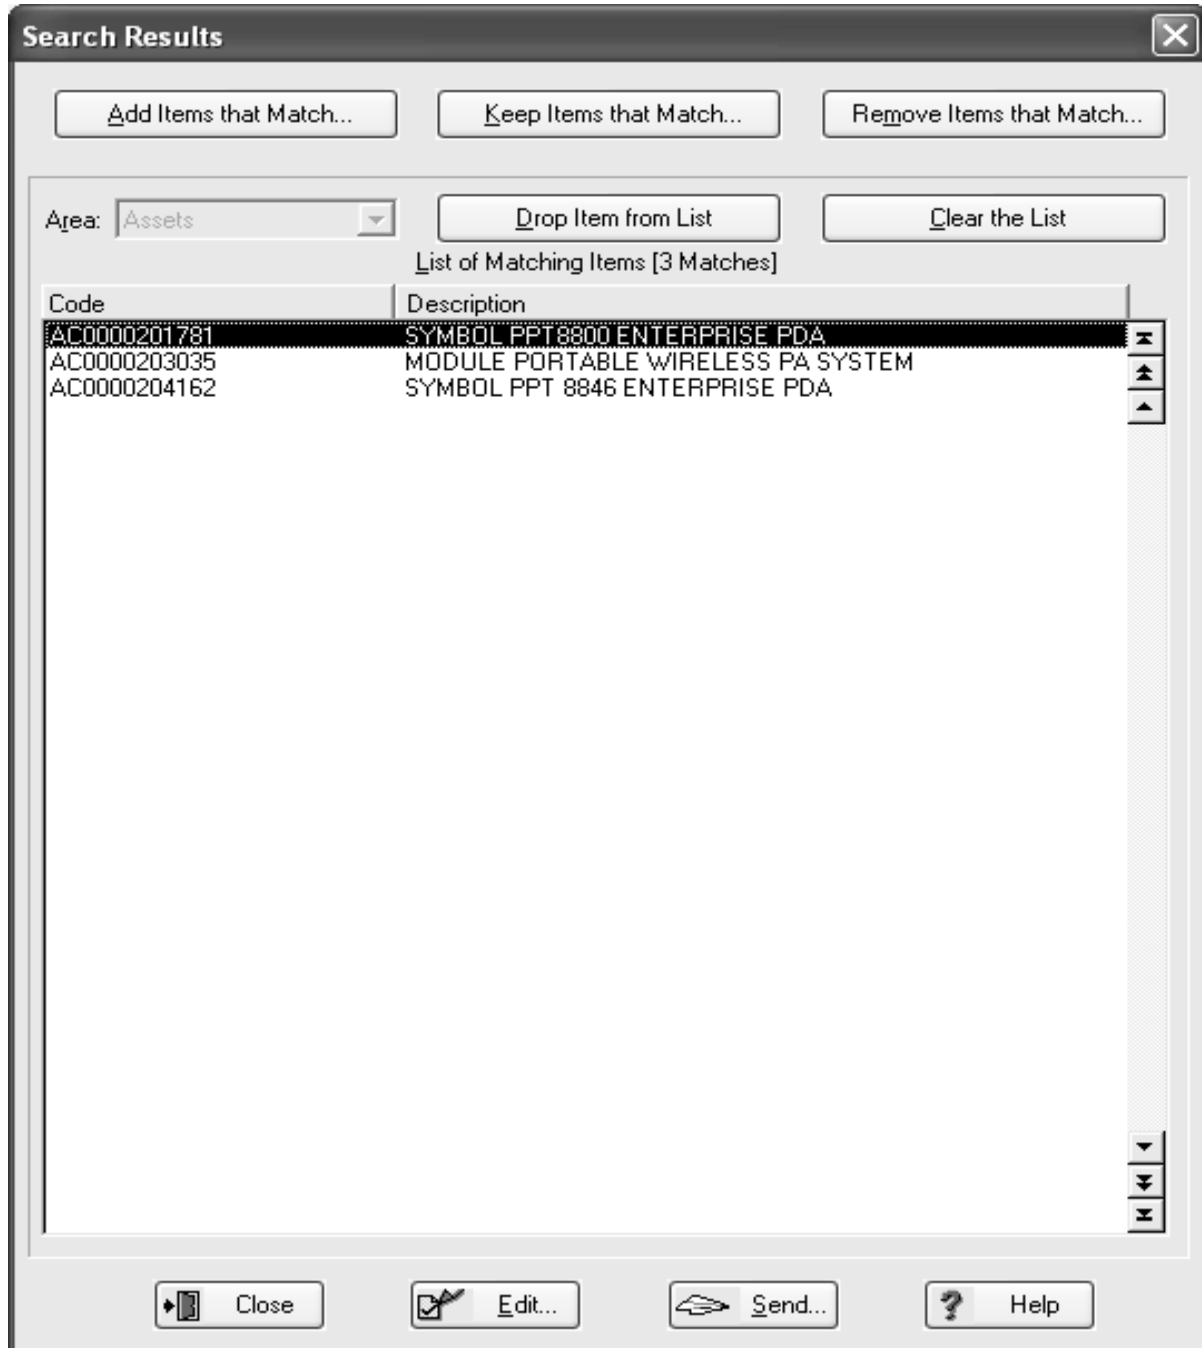 Search Results
Add Items that Match... Keep Items that Match... Remove Items that Match...
Area: Assets Drop Item from List Clear the List
List of Matching Items [3 Matches]
Code Description
AC0000201781 SYMBOL PPT8800 ENTERPRISE PDA
AC0000203035 MODULE PORTABLE WIRELESS PA SYSTEM
AC0000204162 SYMBOL PPT 8846 ENTERPRISE PDA
Close Edit... Send... ? Help